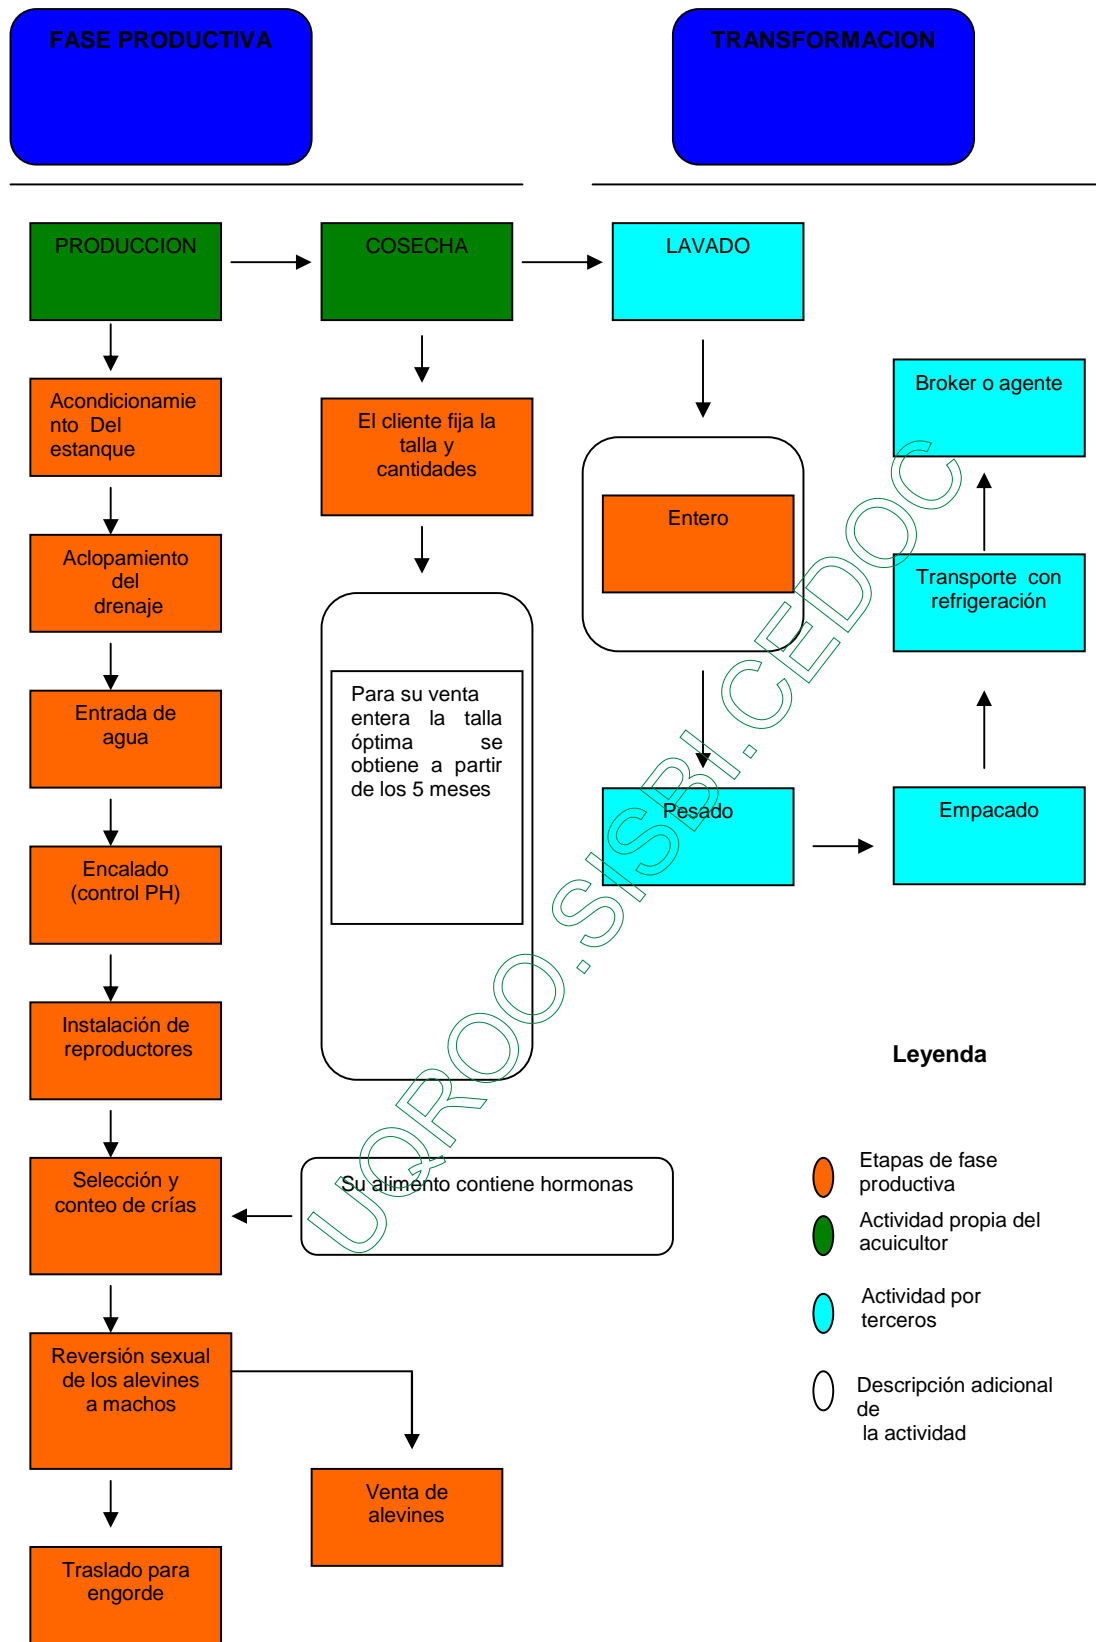 FASE PRODUCTIVA
TRANSFORMACION
PRODUCCION
COSECHA
LAVADO
Acondicionamie
nto Del
estanque
El cliente fija la
talla y
cantidades
Broker o agente
Entero
Aclopamiento
del
drenaje
Transporte con
refrigeración
Para su venta
entera la talla
óptima se
obtiene a partir
de los 5 meses
Entrada de
agua
Pesado
Empacado
Encalado
(control PH)
Instalación de
reproductores
Leyenda
Selección y
conteo de crías
Su alimento contiene hormonas
Etapas de fase
productiva
Actividad propia del
acuicultor
Actividad por
terceros
Descripción adicional
de
la actividad
Reversión sexual
de los alevines
a machos
Venta de
alevines
Traslado para
engorde
UQROO.SISBI.CEDOC